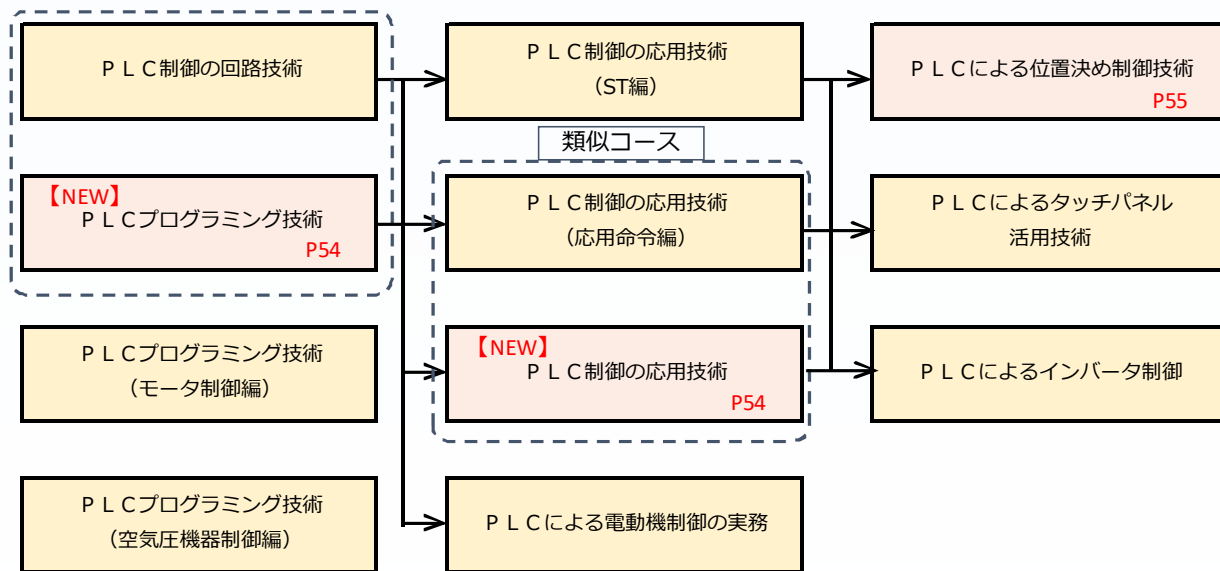 ＰＬＣ制御の回路技術
【NEW】
ＰＬＣプログラミング技術
P54
ＰＬＣプログラミング技術
（モータ制御編）
ＰＬＣプログラミング技術
（空気圧機器制御編）
ＰＬＣ制御の応用技術
（ST編）
類似コース
ＰＬＣ制御の応用技術
（応用命令編）
【NEW】
ＰＬＣ制御の応用技術
P54
ＰＬＣによる電動機制御の実務
ＰＬＣによる位置決め制御技術
P55
ＰＬＣによるタッチパネル
活用技術
ＰＬＣによるインバータ制御